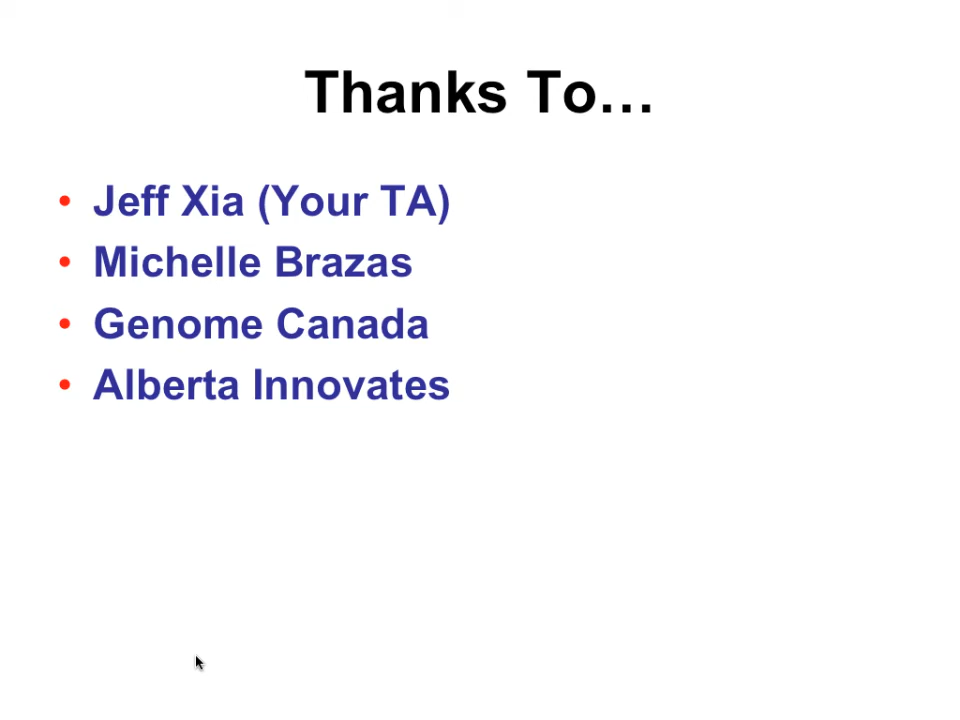 Thanks To…
• Jeff Xia (Your TA)
• Michelle Brazas
• Genome Canada
• Alberta Innovates